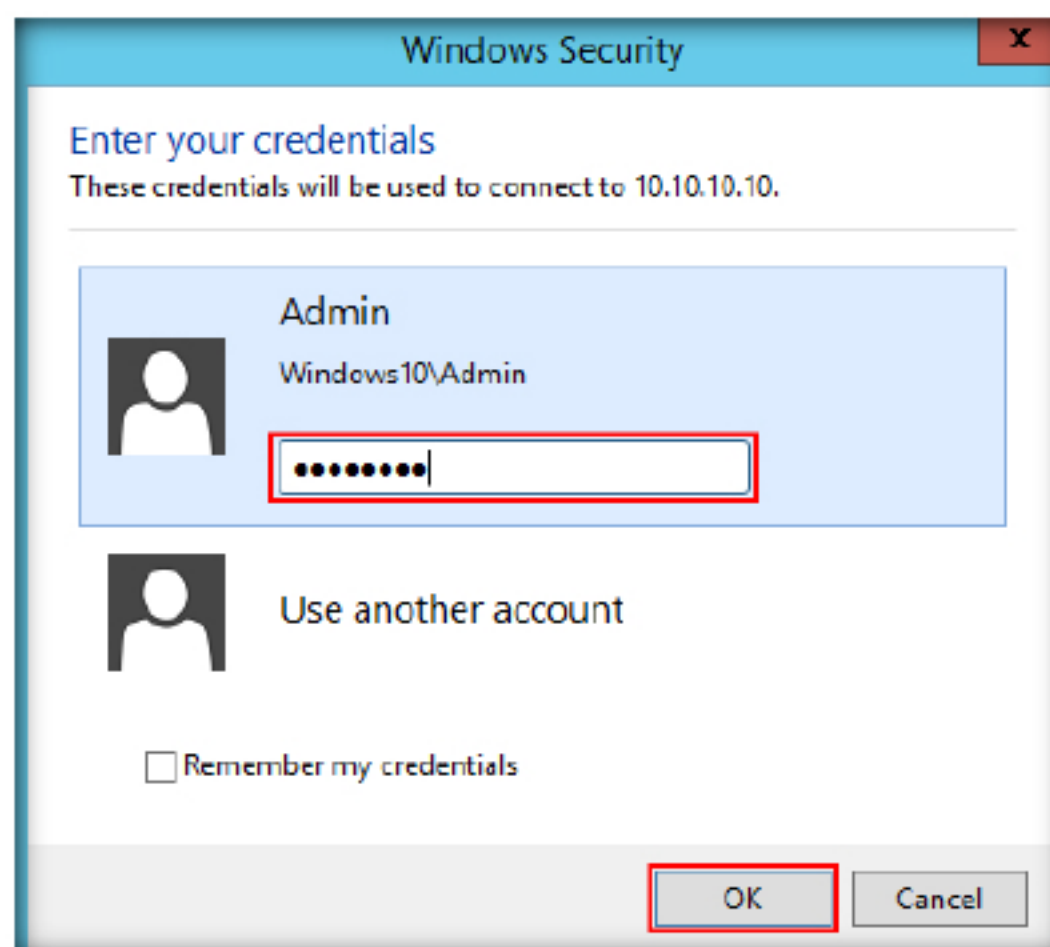 Windows Security
x
Enter your credentials
These credentials will be used to connect to 10.10.10.10.
Admin
Windows10\Admin
●●●●●●●●
Use another account
Remember my credentials
OK
Cancel